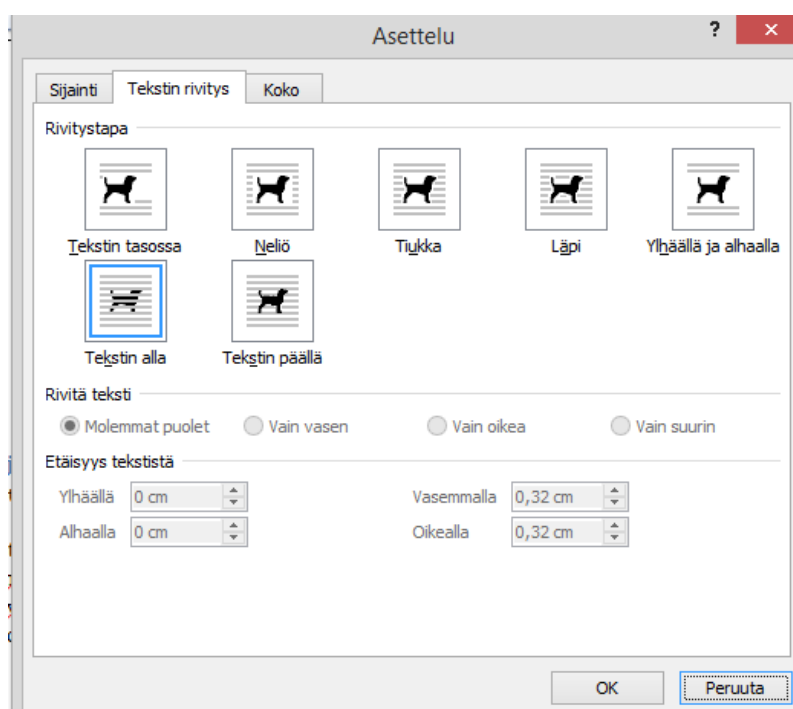 Asettelu ?
Sijainti Tekstin rivitys Koko
Rivitystapa
Tekstin tasossa Neliö Tiukka Läpi Ylhäällä ja alhaalla
Tekstin alla Tekstin päällä
Rivitä teksti
Molemmat puolet Vain vasen Vain oikea Vain suurin
Etäisyys tekstistä
Ylhäällä 0 cm Vasemmalla 0,32 cm
Alhaalla 0 cm Oikealla 0,32 cm
OK Peruuta